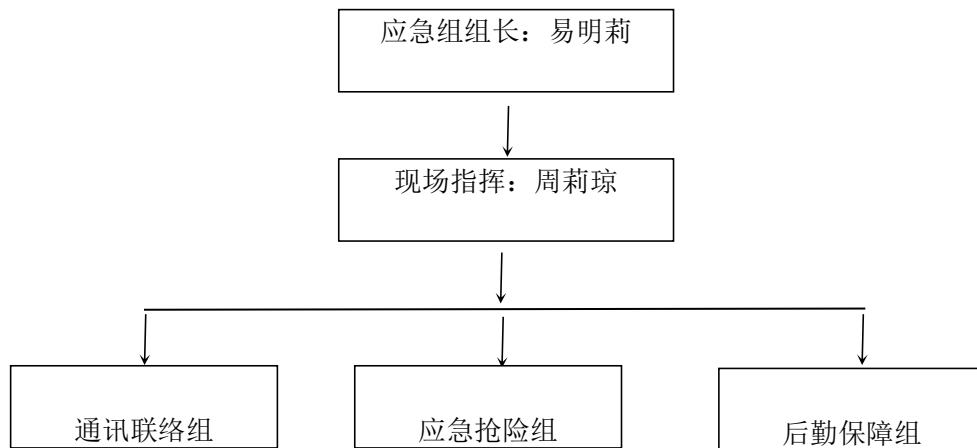 应急组组长：易明莉
现场指挥：周莉琼
通讯联络组
应急抢险组
后勤保障组